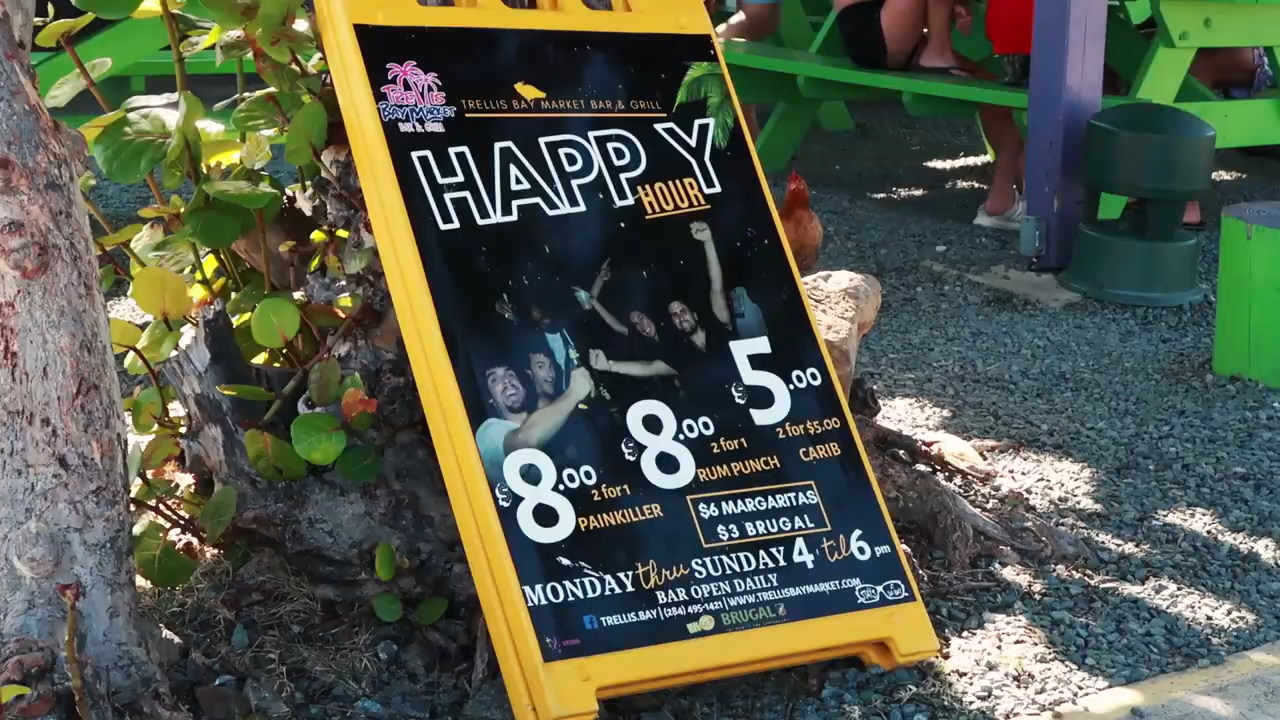 TRELLIS
BAY MARKET
BAR & GRILL
TRELLIS BAY MARKET BAR & GRILL
HAPPY
HOUR
$5.00
2 for $5.00
CARIB
$8.00
2 for 1
RUM PUNCH
$8.00
2 for 1
PAINKILLER
$6 MARGARITAS
$3 BRUGAL
MONDAY thru SUNDAY 4 'til 6 pm
BAR OPEN DAILY
TRELLIS.BAY | (284) 495-1421 | WWW.TRELLISBAYMARKET.COM
BRUGAL